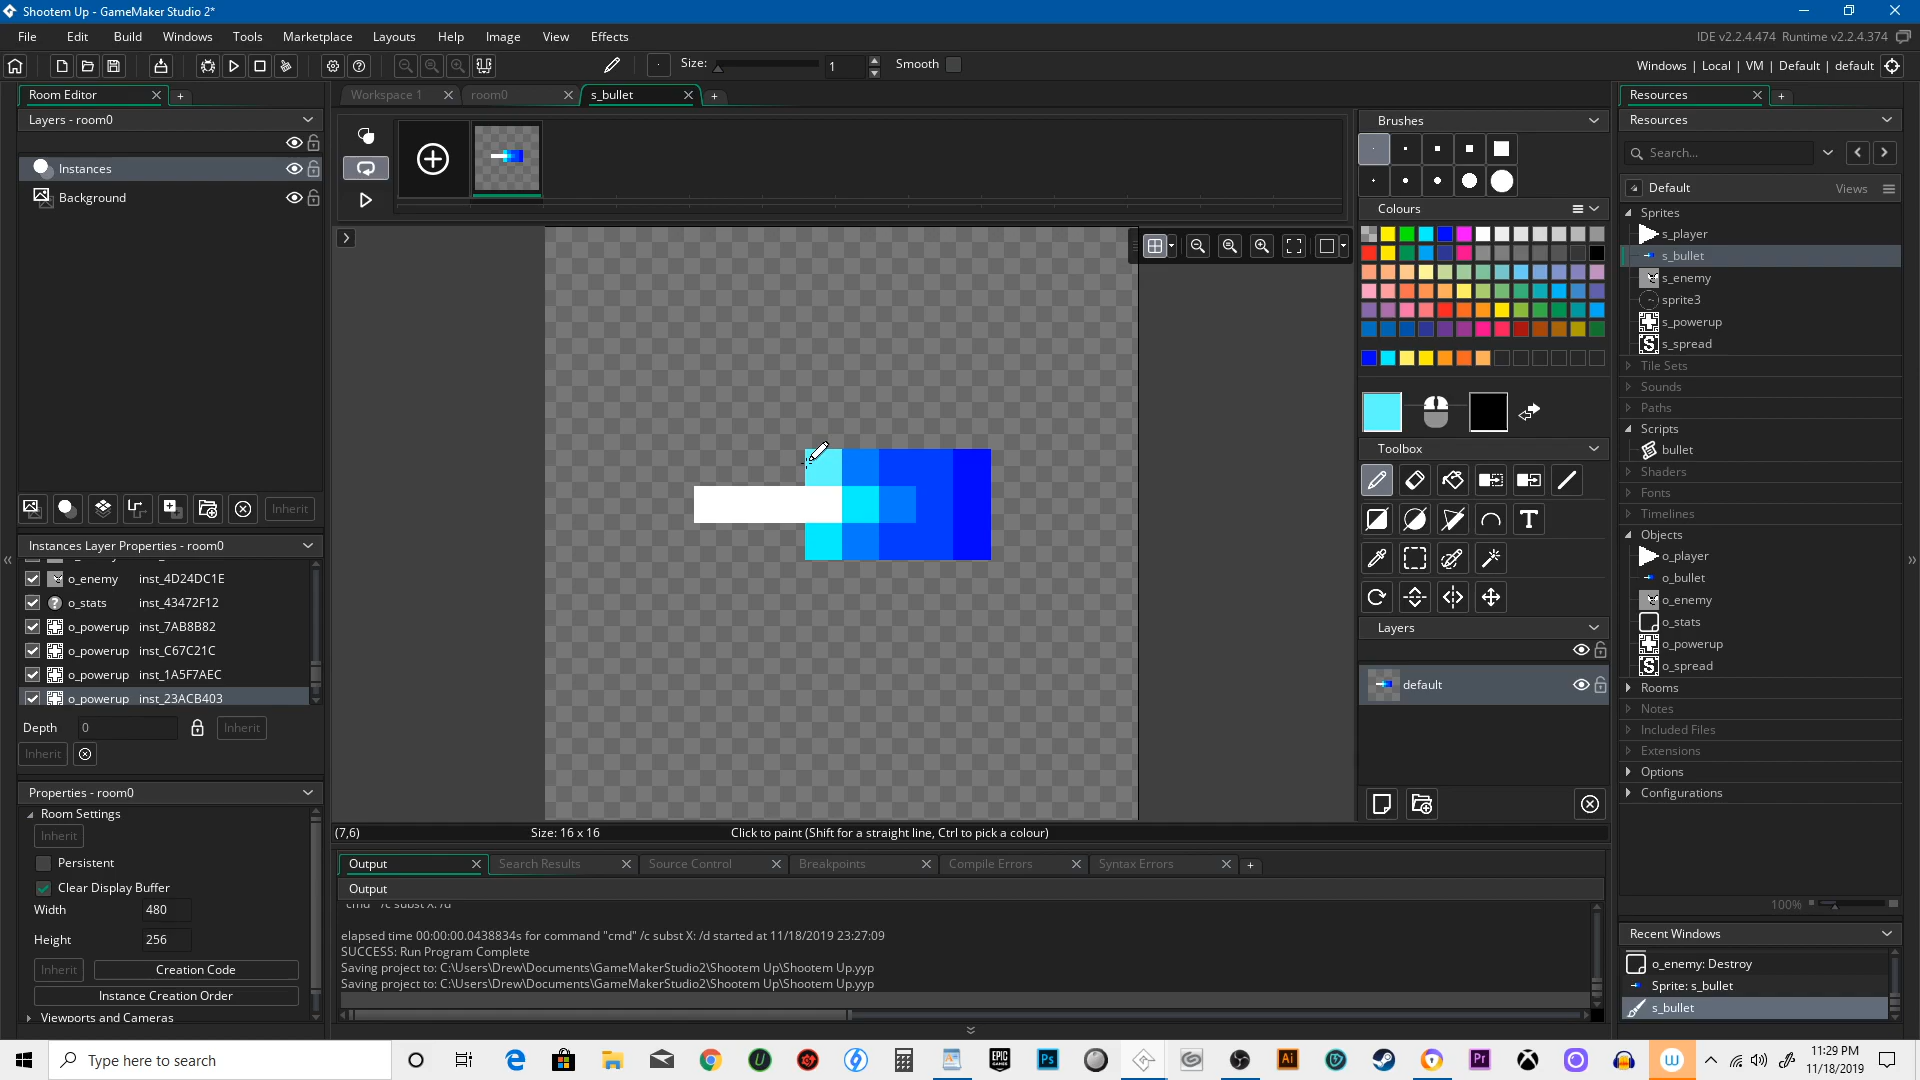 Shootem Up - GameMaker Studio 2*
File Edit Build Windows Tools Marketplace Layouts Help Image View Effects
IDE v2.2.4.474 Runtime v2.2.4.374
Size: 1 Smooth
Windows | Local | VM | Default | default
Room Editor
Workspace 1 room0 s_bullet
Resources
Layers - room0
Instances
Background
Brushes
Colours
Toolbox
T
Layers
default
Resources
Search...
Default Views
Sprites
s_player
s_bullet
s_enemy
sprite3
s_powerup
s_spread
Tile Sets
Sounds
Paths
Scripts
bullet
Shaders
Fonts
Timelines
Objects
o_player
o_bullet
o_enemy
o_stats
o_powerup
o_spread
Rooms
Notes
Included Files
Extensions
Options
Configurations
100%
Recent Windows
o_enemy: Destroy
Sprite: s_bullet
s_bullet
Inherit
Instances Layer Properties - room0
o_enemy inst_4D24DC1E
o_stats inst_43472F12
o_powerup inst_7AB8B82
o_powerup inst_C67C21C
o_powerup inst_1A5F7AEC
o_powerup inst_23ACB403
Depth 0 Inherit
Inherit
Properties - room0
Room Settings
Inherit
Persistent
Clear Display Buffer
Width 480
Height 256
Inherit Creation Code
Instance Creation Order
Viewports and Cameras
(7,6) Size: 16 x 16 Click to paint (Shift for a straight line, Ctrl to pick a colour)
Output Search Results Source Control Breakpoints Compile Errors Syntax Errors
Output
"cmd" /c subst X: /d
elapsed time 00:00:00.0438834s for command "cmd" /c subst X: /d started at 11/18/2019 23:27:09
SUCCESS: Run Program Complete
Saving project to: C:\Users\Drew\Documents\GameMakerStudio2\Shootem Up\Shootem Up.yyp
Saving project to: C:\Users\Drew\Documents\GameMakerStudio2\Shootem Up\Shootem Up.yyp
Type here to search
EPIC GAMES
Ps
Ai
Pr
W
11:29 PM
11/18/2019